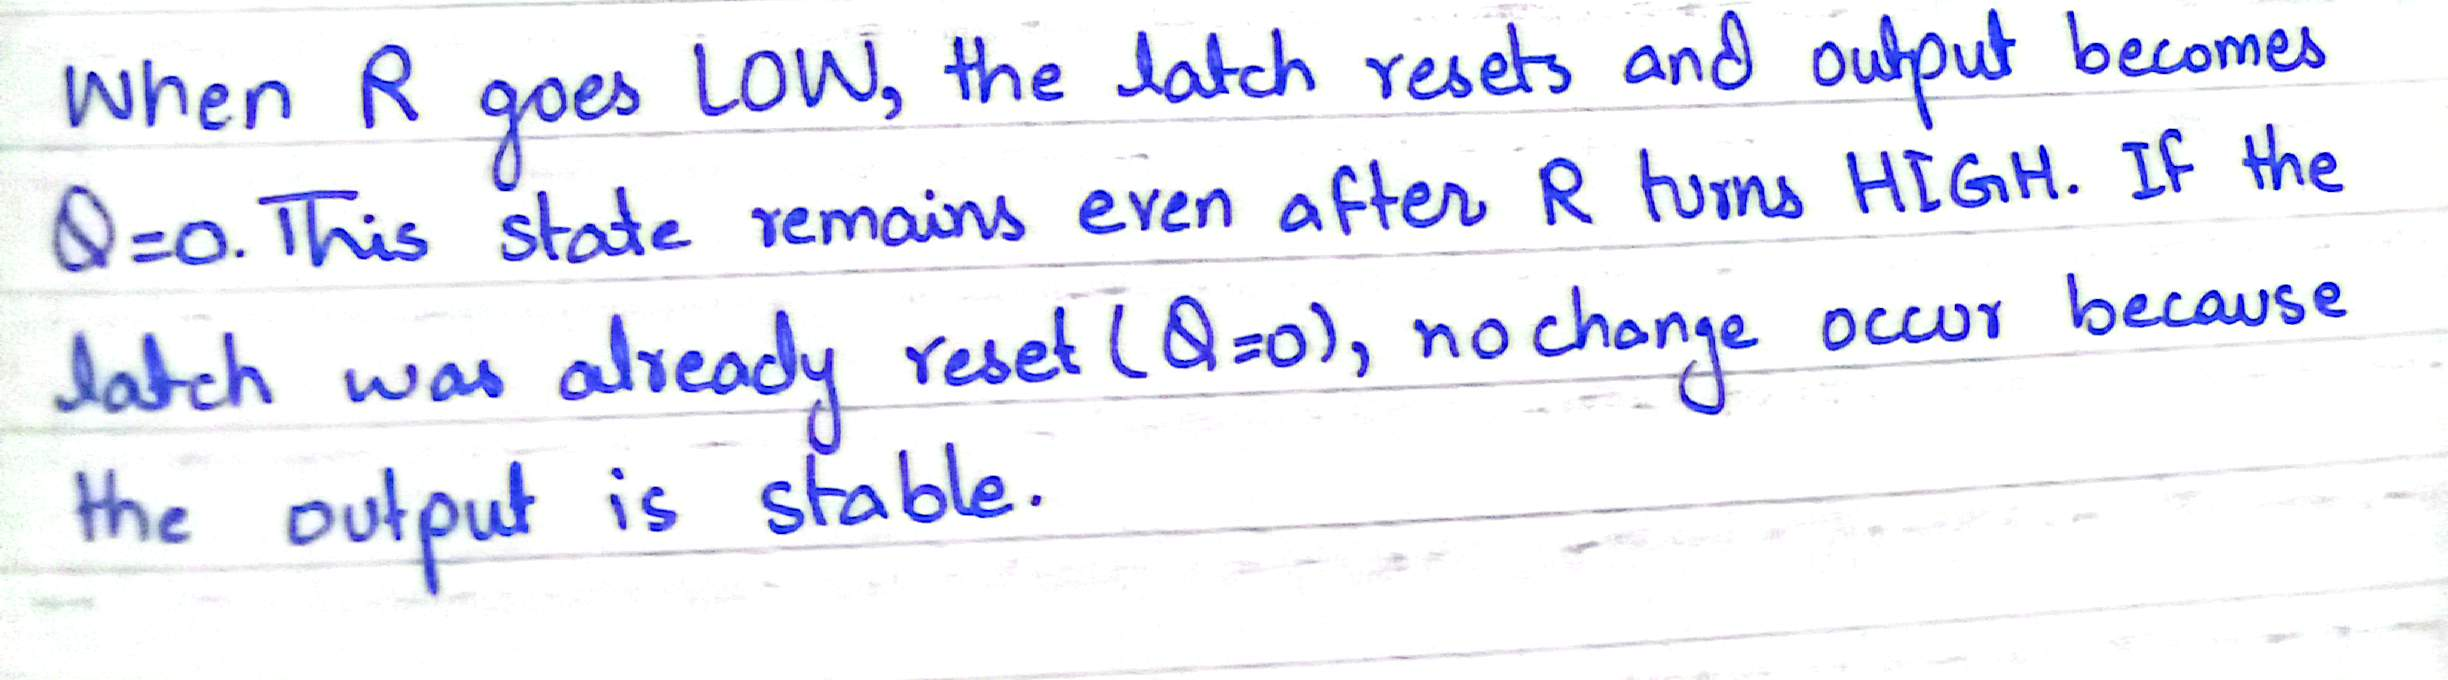 When R goes LOW, the latch resets and output becomes
Q=0. This state remains even after R turns HIGH. If the
latch was already reset (Q=0), no change occur because
the output is stable.